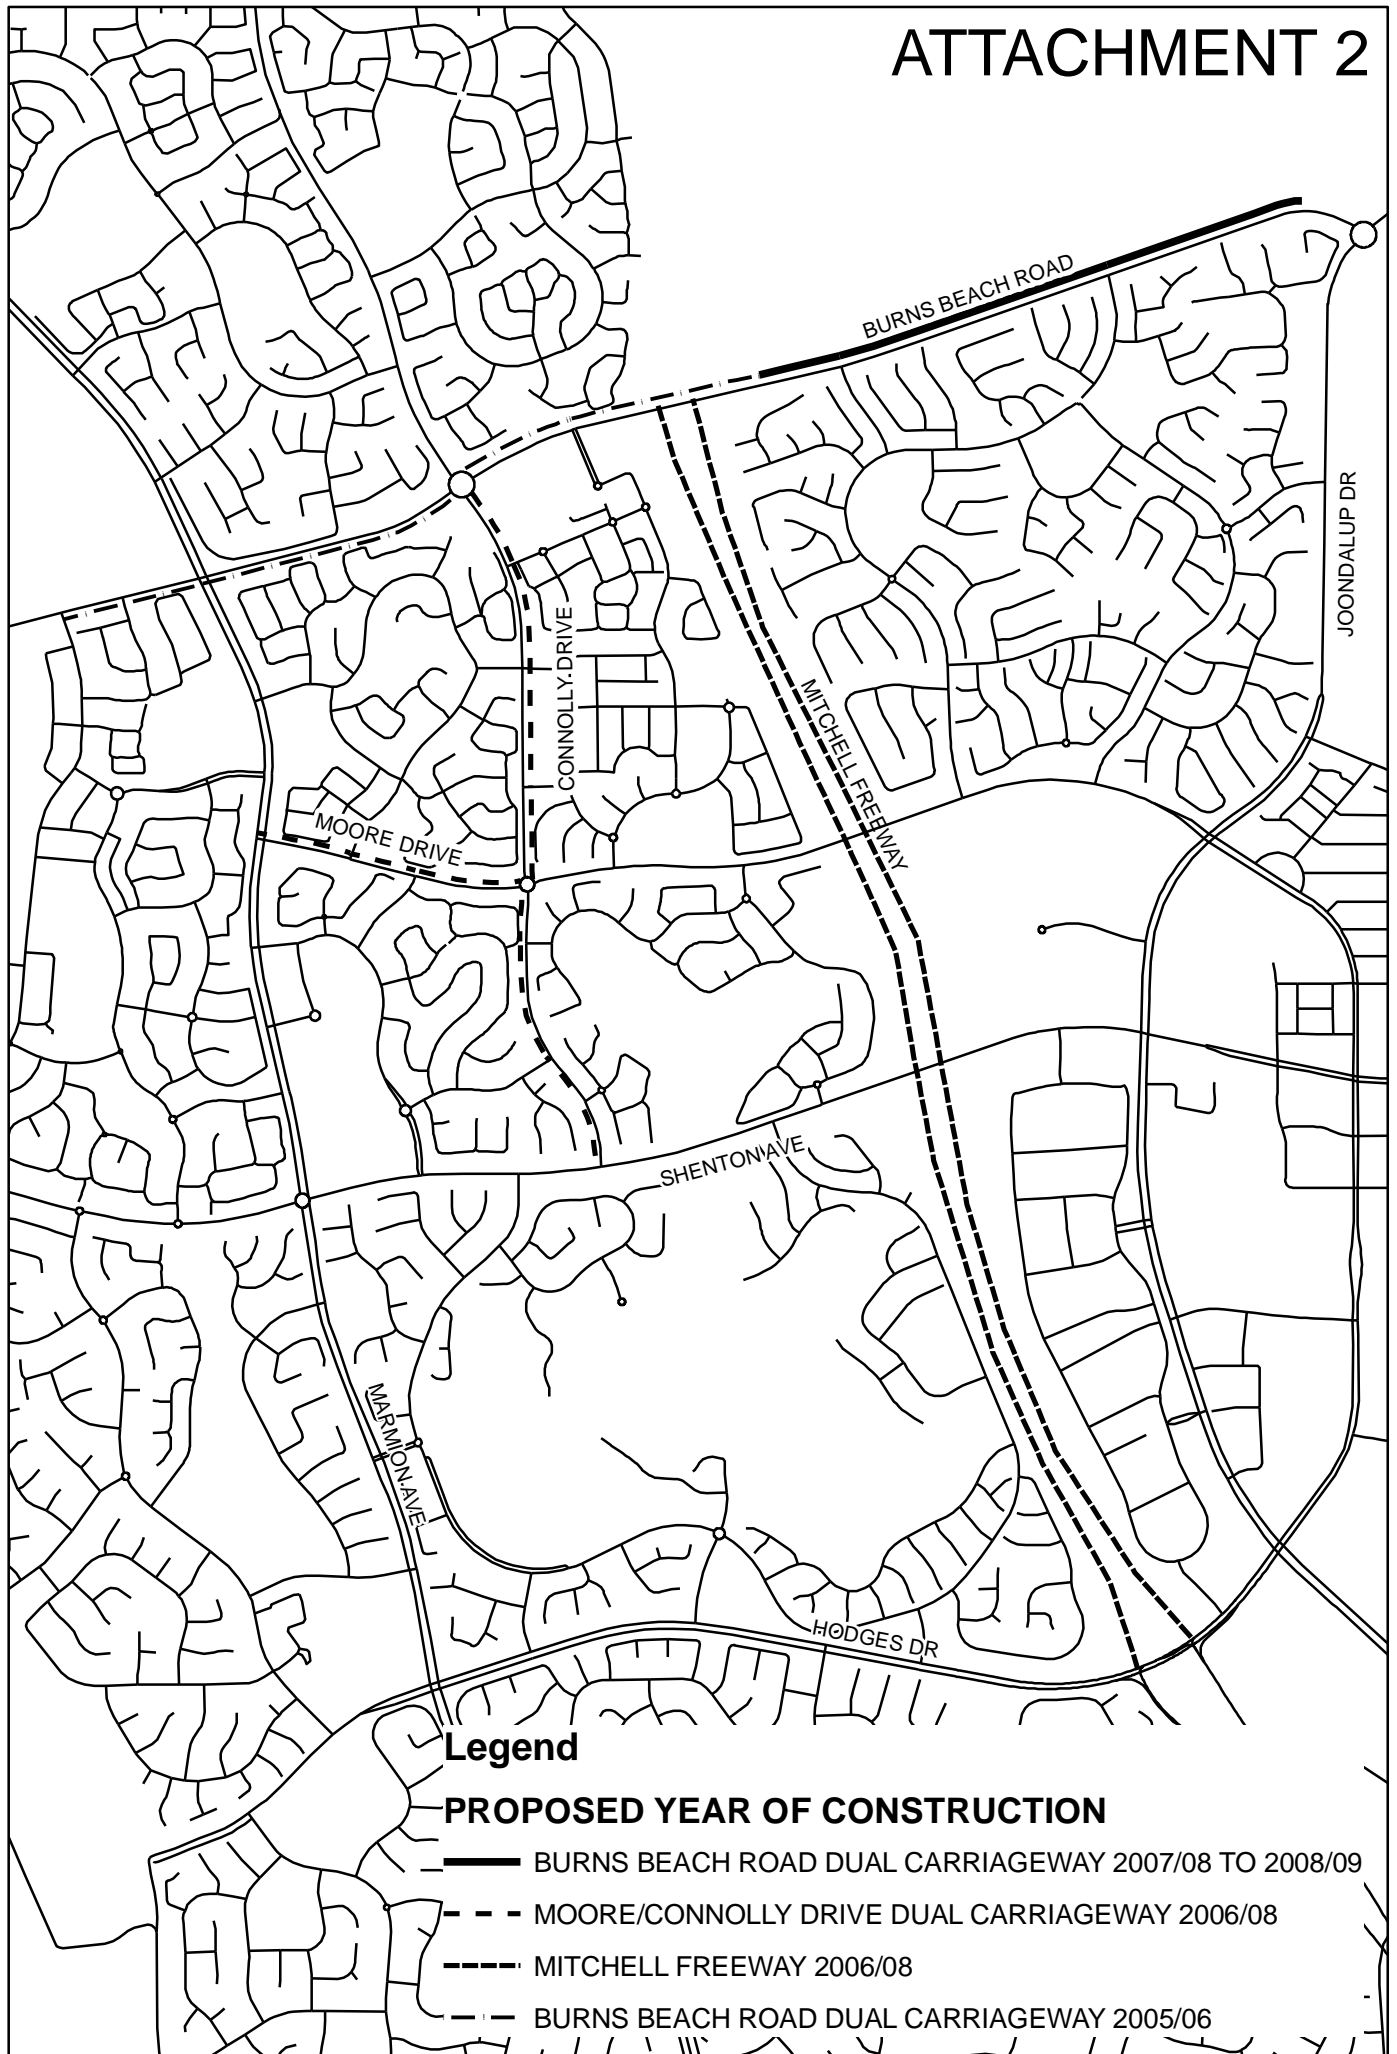 ATTACHMENT 2
BURNS BEACH ROAD
JOONDALUP DR
CONNOLLY DRIVE
MITCHELL FREEWAY
MOORE DRIVE
SHENTON AVE
MARMION AVE
HODGES DR
Legend
PROPOSED YEAR OF CONSTRUCTION
BURNS BEACH ROAD DUAL CARRIAGEWAY 2007/08 TO 2008/09
MOORE/CONNOLLY DRIVE DUAL CARRIAGEWAY 2006/08
MITCHELL FREEWAY 2006/08
BURNS BEACH ROAD DUAL CARRIAGEWAY 2005/06